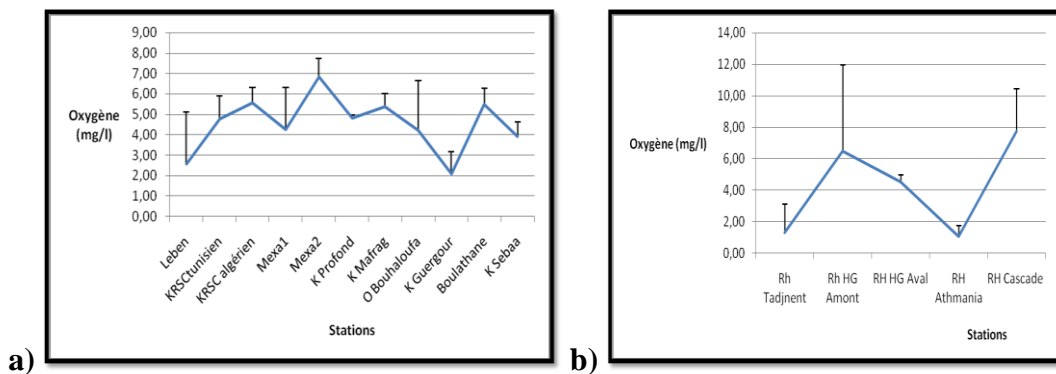 9,00
8,00
7,00
6,00
5,00
4,00
3,00
2,00
1,00
0,00
Oxygène
(mg/l)
Leben
KRSCtunisien
KRSC algérien
Mexa1
Mexa2
K Profond
K Mafrag
O Bouhaloufa
K Guergour
Boulathane
K Sebaa
Stations
a)
14,00
12,00
10,00
8,00
6,00
4,00
2,00
0,00
Oxygène (mg/l)
Rh
Tadjnent
Rh HG
Amont
RH HG Aval
RH
Athmania
RH Cascade
Stations
b)